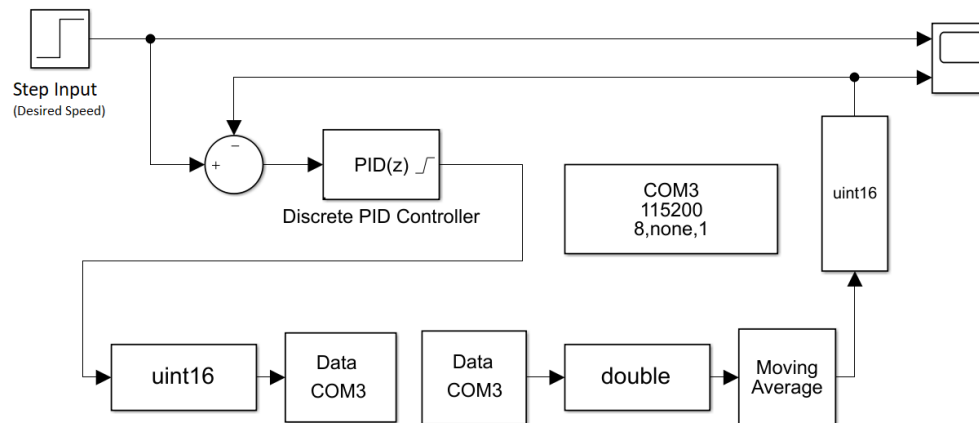 Step Input
(Desired Speed)
+
−
PID(z)
Discrete PID Controller
COM3
115200
8,none,1
uint16
uint16
Data
COM3
Data
COM3
double
Moving
Average